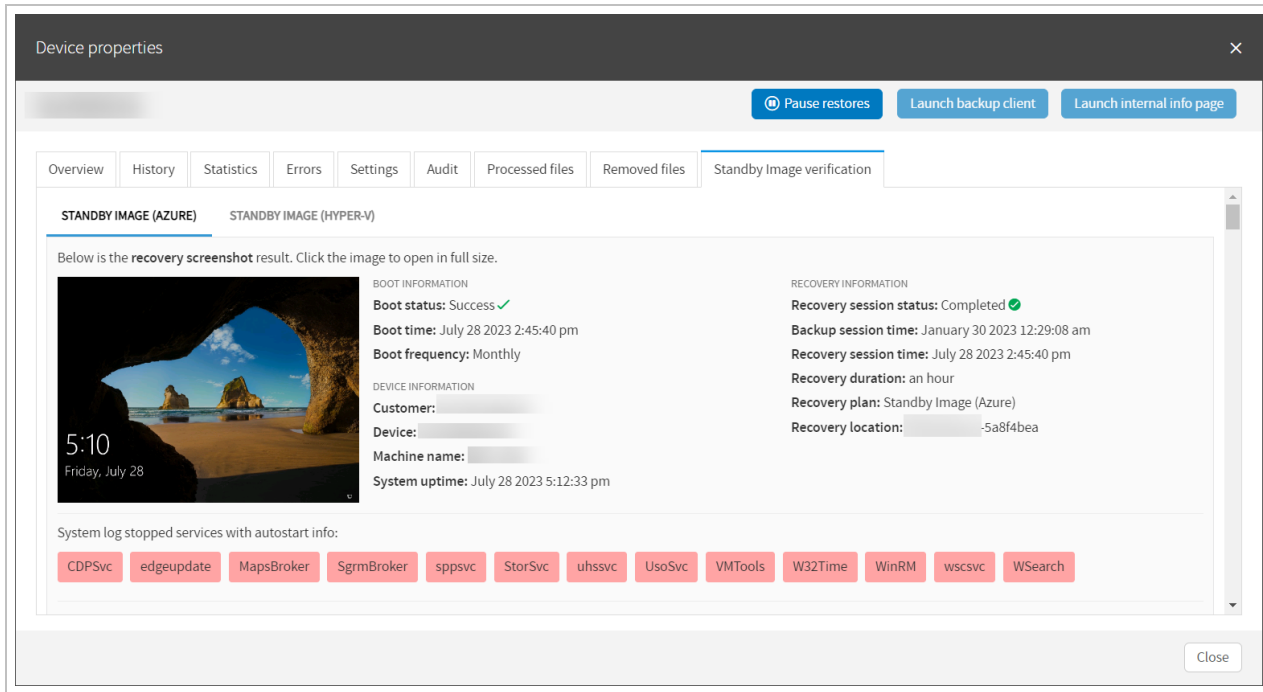 Device properties
Pause restores
Launch backup client
Launch internal info page
Overview
History
Statistics
Errors
Settings
Audit
Processed files
Removed files
Standby Image verification
STANDBY IMAGE (AZURE)
STANDBY IMAGE (HYPER-V)
Below is the recovery screenshot result. Click the image to open in full size.
5:10
Friday, July 28
BOOT INFORMATION
Boot status: Success
Boot time: July 28 2023 2:45:40 pm
Boot frequency: Monthly
DEVICE INFORMATION
Customer:
Device:
Machine name:
System uptime: July 28 2023 5:12:33 pm
RECOVERY INFORMATION
Recovery session status: Completed
Backup session time: January 30 2023 12:29:08 am
Recovery session time: July 28 2023 2:45:40 pm
Recovery duration: an hour
Recovery plan: Standby Image (Azure)
Recovery location: -5a8f4bea
System log stopped services with autostart info:
CDPSvc
edgeupdate
MapsBroker
SgrmBroker
sppsvc
StorSvc
uhssvc
UsoSvc
VMTools
W32Time
WinRM
wscsvc
WSearch
Close